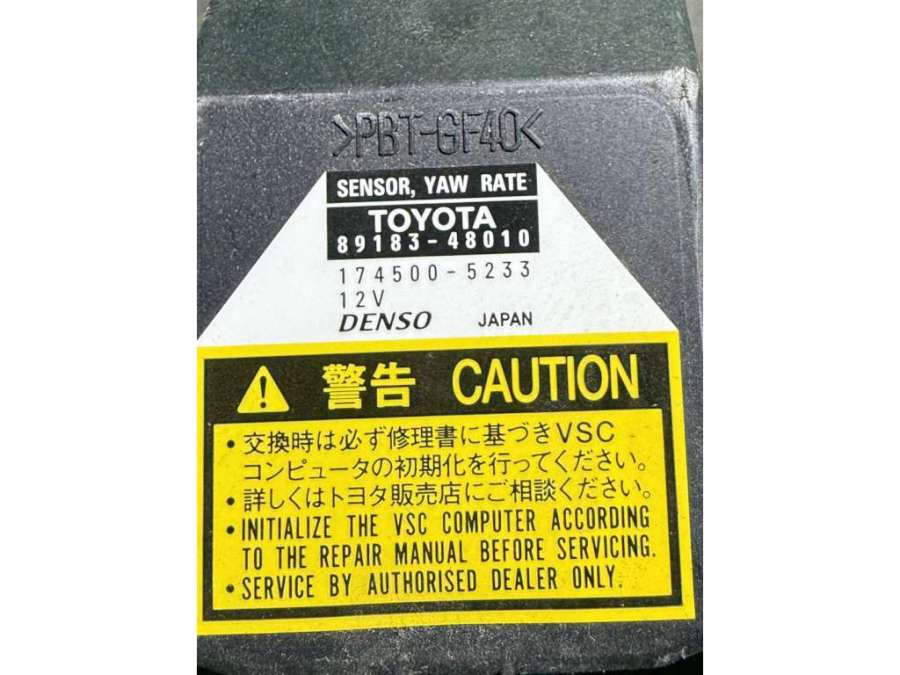 >PBT-GF40<
SENSOR, YAW RATE
TOYOTA
89183-48010
174500-5233
12V
DENSO JAPAN
警告 CAUTION
・交換時は必ず修理書に基づきVSC
コンピュータの初期化を行ってください。
・詳しくはトヨタ販売店にご相談ください。
・INITIALIZE THE VSC COMPUTER ACCORDING
TO THE REPAIR MANUAL BEFORE SERVICING.
・SERVICE BY AUTHORISED DEALER ONLY.